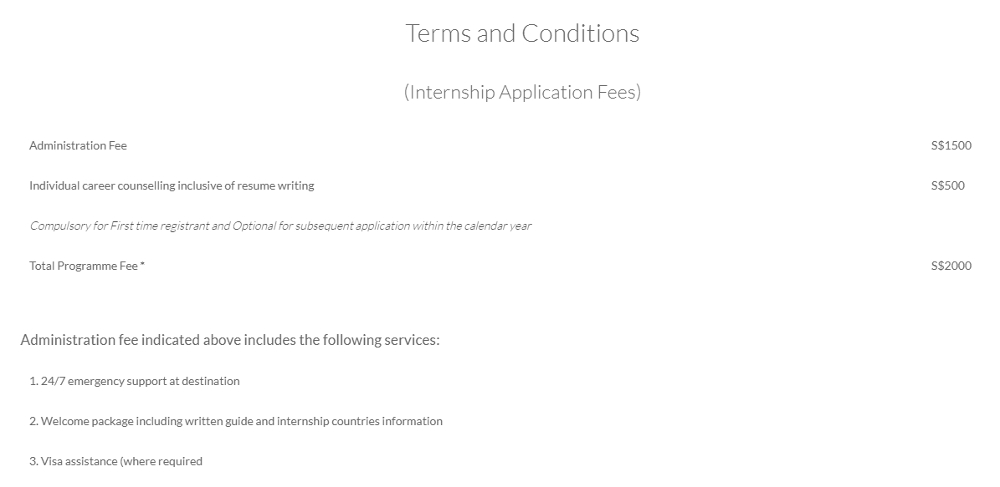 Terms and Conditions
(Internship Application Fees)
Administration Fee S$1500
Individual career counselling inclusive of resume writing S$500
Compulsory for First time registrant and Optional for subsequent application within the calendar year
Total Programme Fee * S$2000
Administration fee indicated above includes the following services:
1. 24/7 emergency support at destination
2. Welcome package including written guide and internship countries information
3. Visa assistance (where required